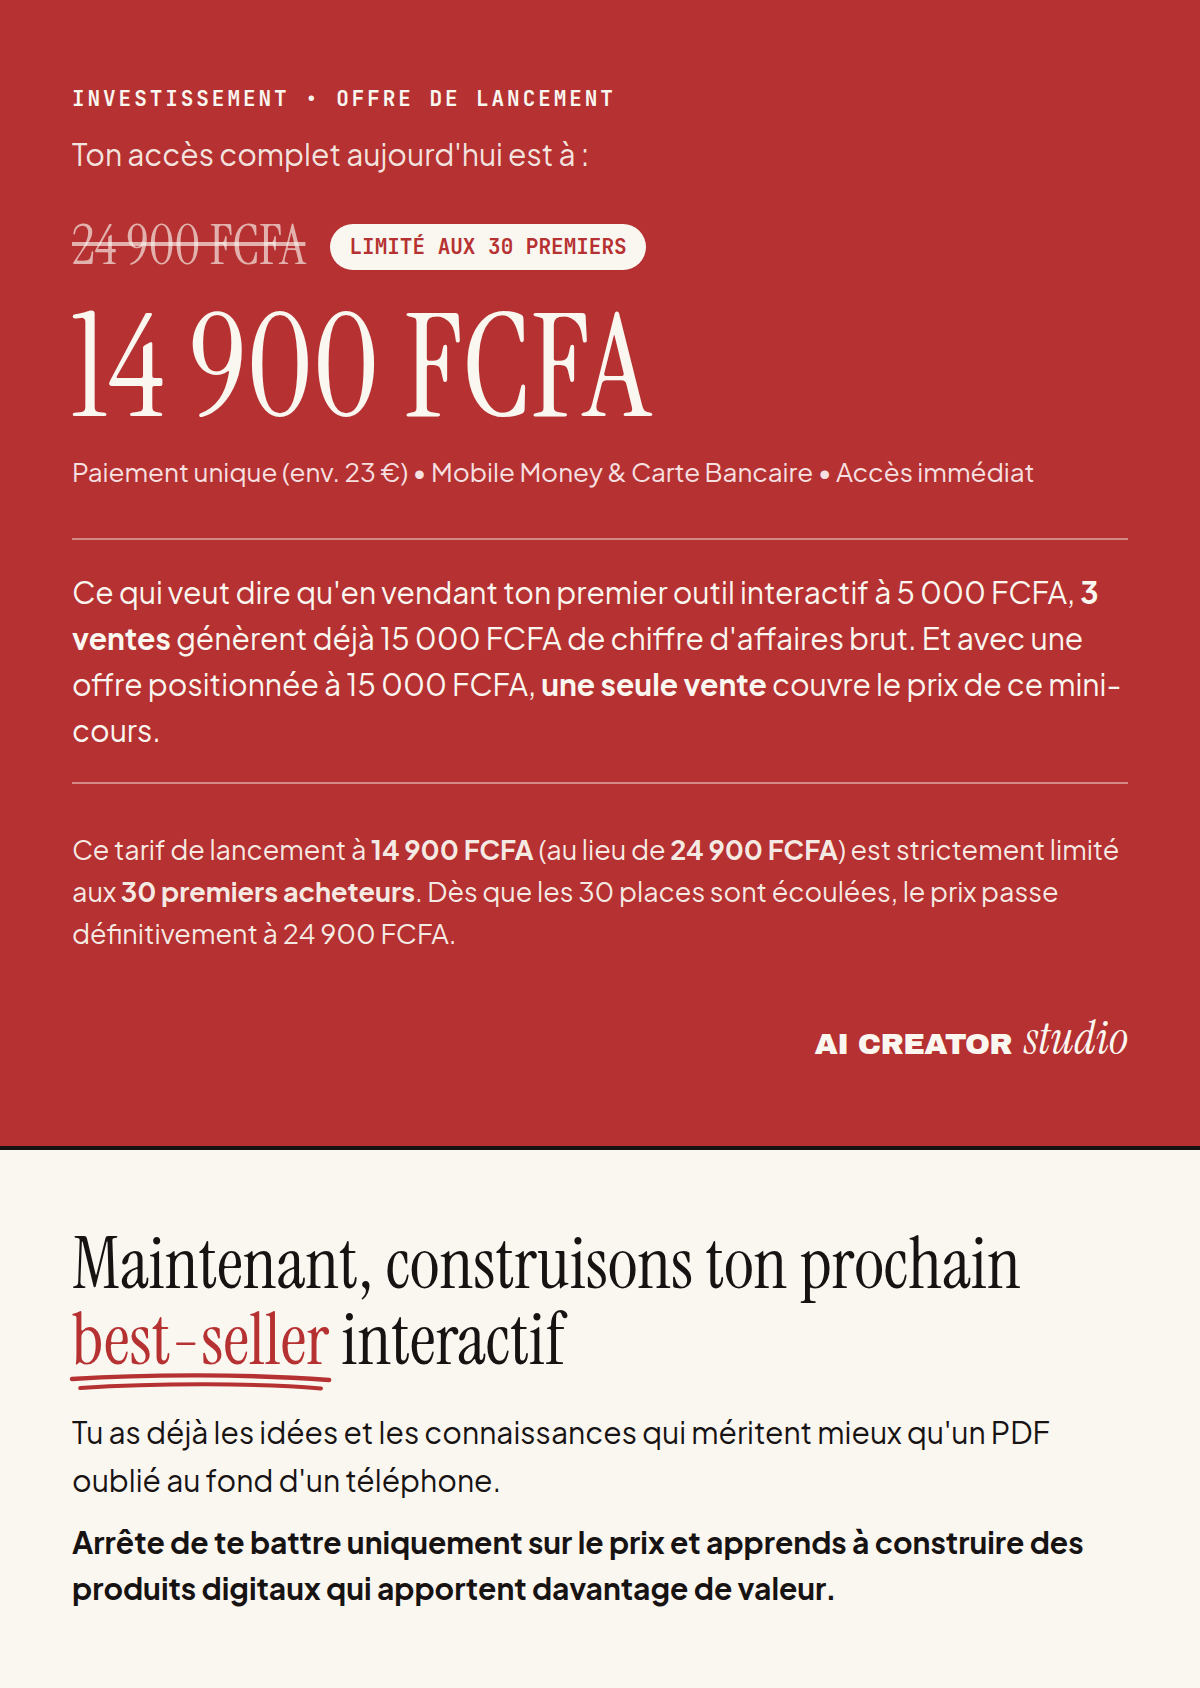 INVESTISSEMENT • OFFRE DE LANCEMENT
Ton accès complet aujourd'hui est à :
24 900 FCFA LIMITÉ AUX 30 PREMIERS
14 900 FCFA
Paiement unique (env. 23 €) • Mobile Money & Carte Bancaire • Accès immédiat
Ce qui veut dire qu'en vendant ton premier outil interactif à 5 000 FCFA, 3
ventes génèrent déjà 15 000 FCFA de chiffre d'affaires brut. Et avec une
offre positionnée à 15 000 FCFA, une seule vente couvre le prix de ce mini-
cours.
Ce tarif de lancement à 14 900 FCFA (au lieu de 24 900 FCFA) est strictement limité
aux 30 premiers acheteurs. Dès que les 30 places sont écoulées, le prix passe
définitivement à 24 900 FCFA.
AI CREATOR studio
Maintenant, construisons ton prochain
best-seller interactif
Tu as déjà les idées et les connaissances qui méritent mieux qu'un PDF
oublié au fond d'un téléphone.
Arrête de te battre uniquement sur le prix et apprends à construire des
produits digitaux qui apportent davantage de valeur.